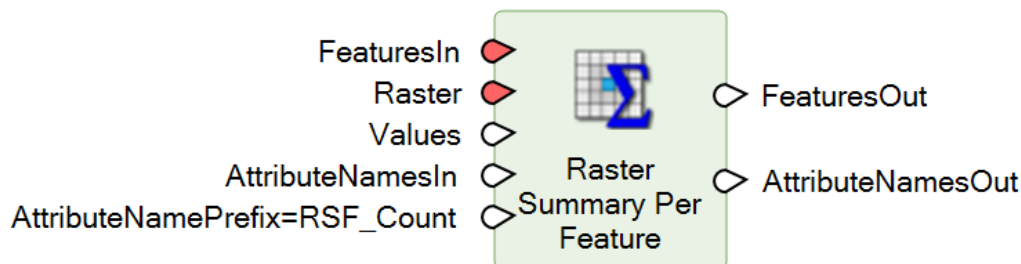 FeaturesIn
Raster
Values
AttributeNamesIn
AttributeNamePrefix=RSF_Count
Raster
Summary Per
Feature
FeaturesOut
AttributeNamesOut